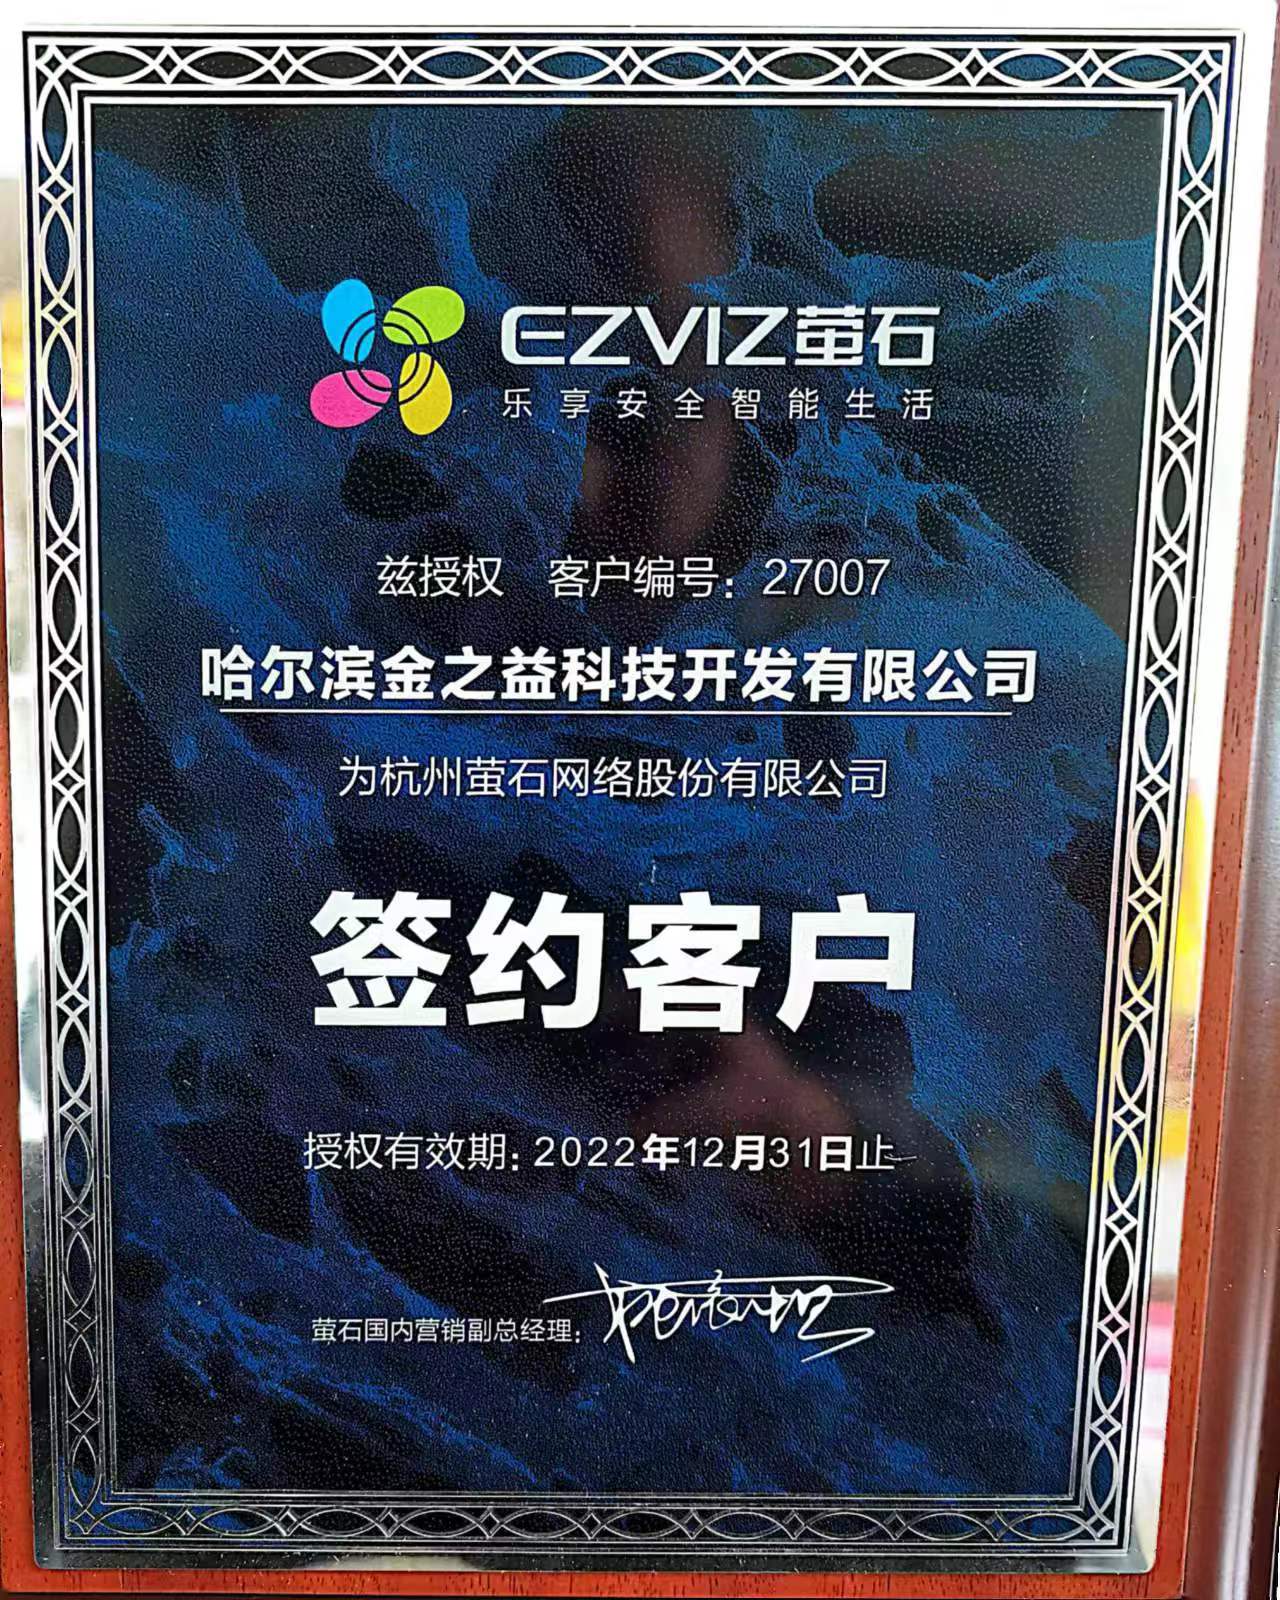 EZVIZ萤石
乐享安全智能生活
兹授权 客户编号：27007
哈尔滨金之益科技开发有限公司
为杭州萤石网络股份有限公司
签约客户
授权有效期：2022年12月31日止
萤石国内营销副总经理：